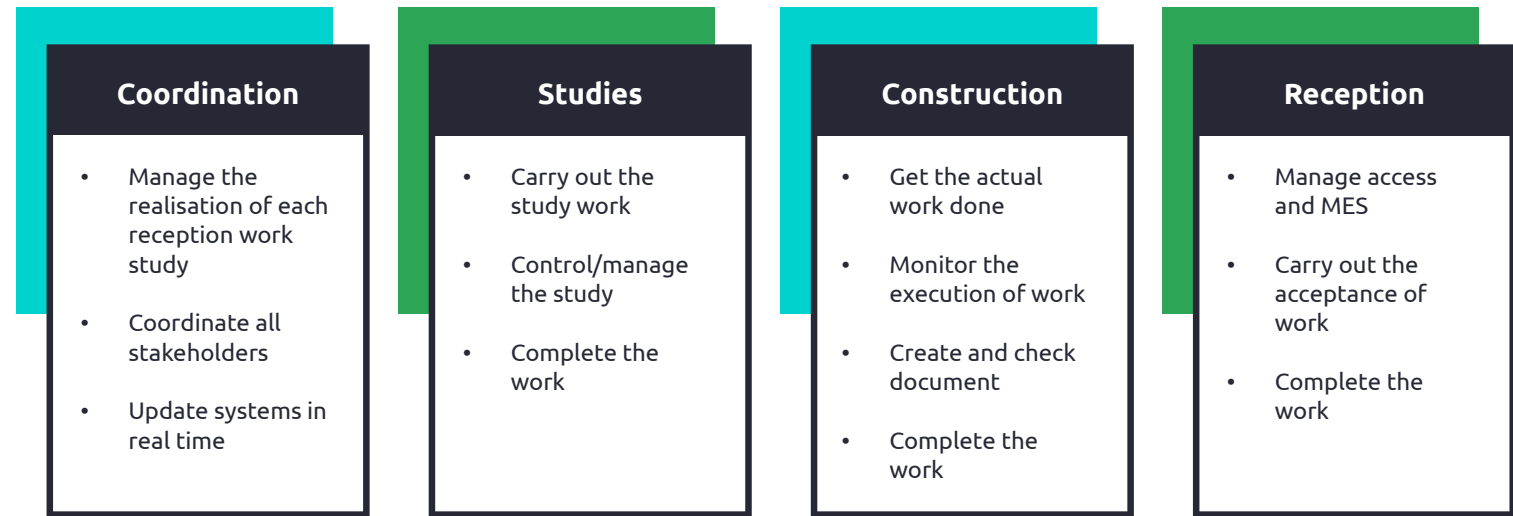 Coordination
• Manage the
realisation of each
reception work
study
• Coordinate all
stakeholders
• Update systems in
real time
Studies
• Carry out the
study work
• Control/manage
the study
• Complete the
work
Construction
• Get the actual
work done
• Monitor the
execution of work
• Create and check
document
• Complete the
work
Reception
• Manage access
and MES
• Carry out the
acceptance of
work
• Complete the
work